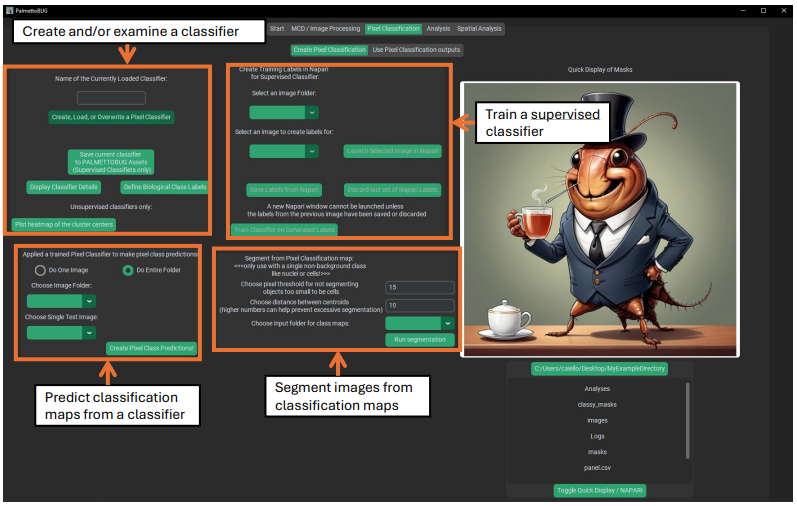 PalmettoBUG
Create and/or examine a classifier
Start
MCD / Image Processing
Pixel Classification
Analysis
Spatial Analysis
Create Pixel Classification
Use Pixel Classification outputs
Name of the Currently Loaded Classifier:
Create, Load, or Overwrite a Pixel Classifier
Save current classifier
to PALMETTOBUG Assets
(Supervised Classifiers only)
Display Classifier Details
Define Biological Class Labels
Unsupervised classifiers only:
Plot heatmap of the cluster centers
Create Training Labels in Napari
for Supervised Classifier:
Select an image Folder:
Select an image to create labels for:
Launch Selected Image in Napari
Save Labels from Napari
Discard last set of Napari Labels
A new Napari window cannot be launched unless
the labels from the previous image have been saved or discarded
Train Classifier on Generated Labels
Train a supervised
classifier
Quick Display of Masks
Applied a trained Pixel Classifier to make pixel class predictions
Do One Image
Do Entire Folder
Choose Image Folder:
Choose Single Test Image:
Create Pixel Class Predictions!
Segment from Pixel Classification map:
<<<only use with a single non-background class
like nuclei or cells!>>>
Choose pixel threshold for not segmenting
objects too small to be cells
15
Choose distance between centroids
(higher numbers can help prevent excessive segmentation)
10
Choose input folder for class maps:
Run segmentation
Predict classification
maps from a classifier
Segment images from
classification maps
C:/Users/caiello/Desktop/MyExampleDirectory
Analyses
classy_masks
images
Logs
masks
panel.csv
Toggle Quick Display / NAPARI